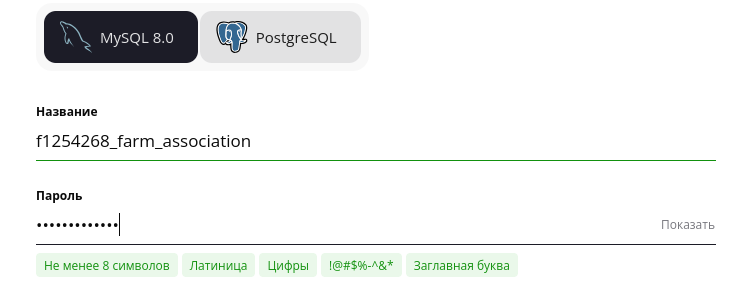 MySQL 8.0 PostgreSQL
Название
f1254268_farm_association
Пароль
••••••••••••• Показать
Не менее 8 символов Латиница Цифры !@#$%-^&* Заглавная буква